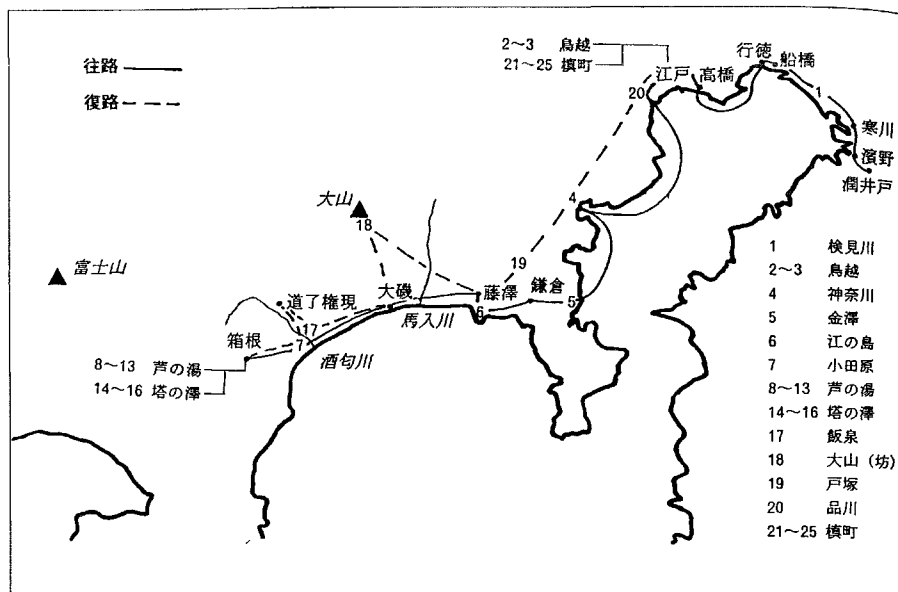 往路
復路
2~3 鳥越
21~25 槙町
江戸
高橋
行徳
船橋
20
1
寒川
濱野
潤井戸
大山
18
4
富士山
19
道了権現
大磯
藤澤
鎌倉
箱根
17
7
馬入川
6
5
酒匂川
8~13 芦の湯
14~16 塔の澤
1 検見川
2~3 鳥越
4 神奈川
5 金澤
6 江の島
7 小田原
8~13 芦の湯
14~16 塔の澤
17 飯泉
18 大山(坊)
19 戸塚
20 品川
21~25 槙町